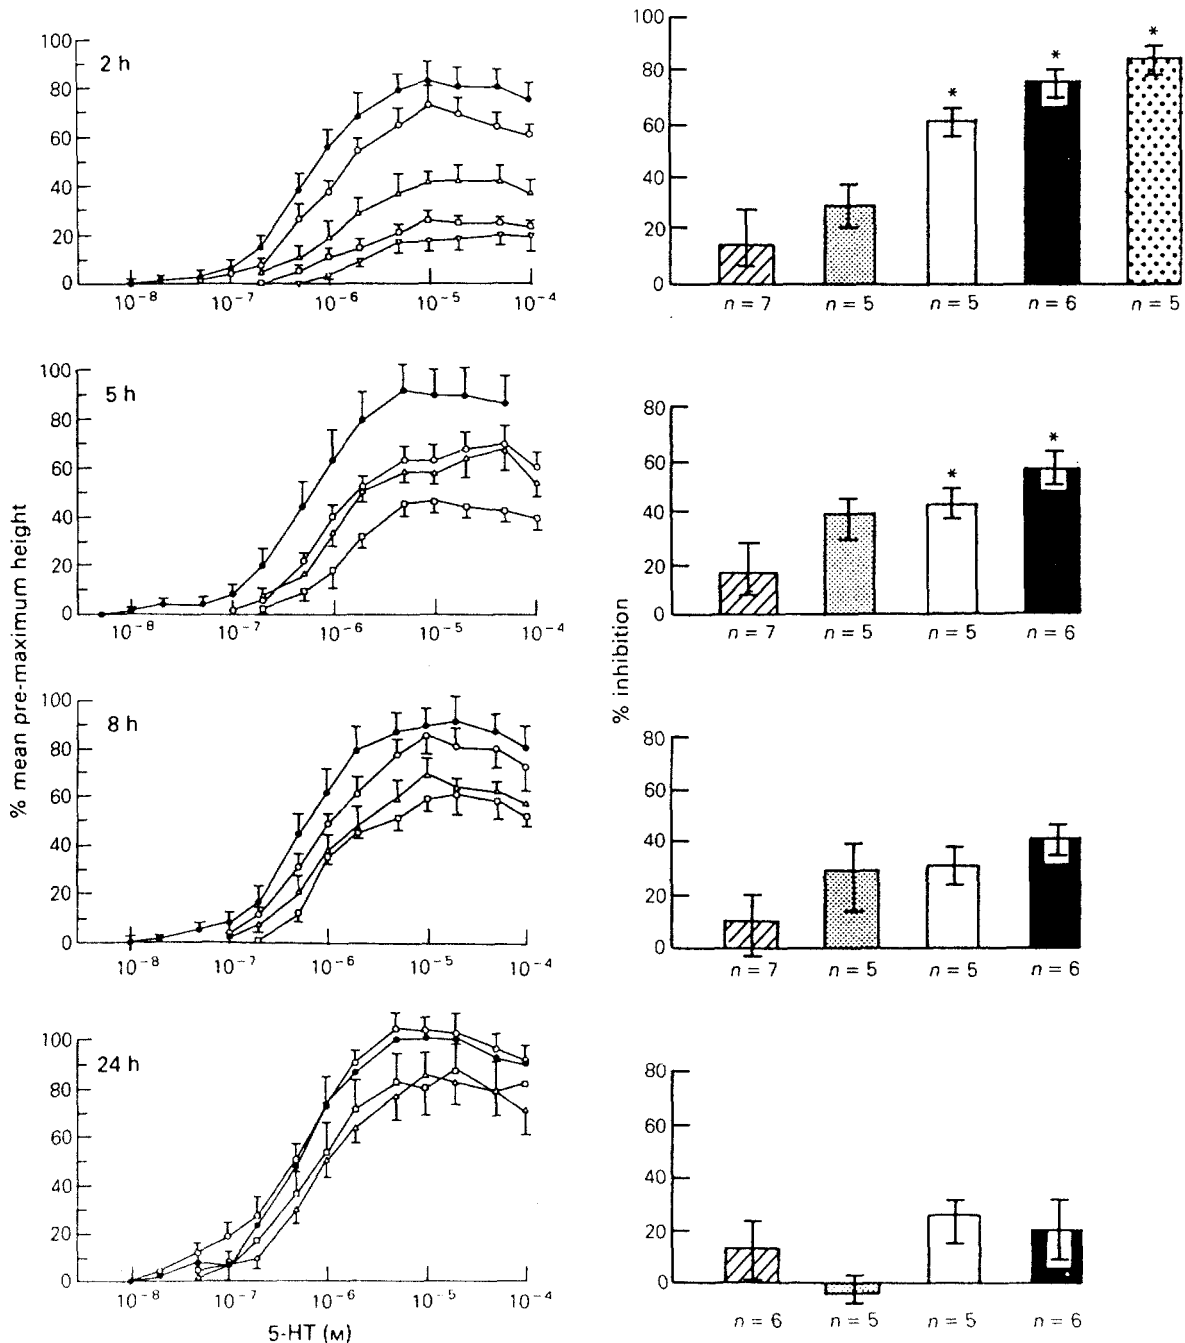 % mean pre-maximum height
2 h
100
80
60
40
20
0
10⁻⁸ 10⁻⁷ 10⁻⁶ 10⁻⁵ 10⁻⁴
5 h
100
80
60
40
20
0
10⁻⁸ 10⁻⁷ 10⁻⁶ 10⁻⁵ 10⁻⁴
8 h
100
80
60
40
20
0
10⁻⁸ 10⁻⁷ 10⁻⁶ 10⁻⁵ 10⁻⁴
24 h
100
80
60
40
20
0
10⁻⁸ 10⁻⁷ 10⁻⁶ 10⁻⁵ 10⁻⁴
5-HT (M)
% inhibition
100
80
60
40
20
0
* * *
n = 7 n = 5 n = 5 n = 6 n = 5
80
60
40
20
0
* *
n = 7 n = 5 n = 5 n = 6
80
60
40
20
0
n = 7 n = 5 n = 5 n = 6
80
60
40
20
0
n = 6 n = 5 n = 5 n = 6